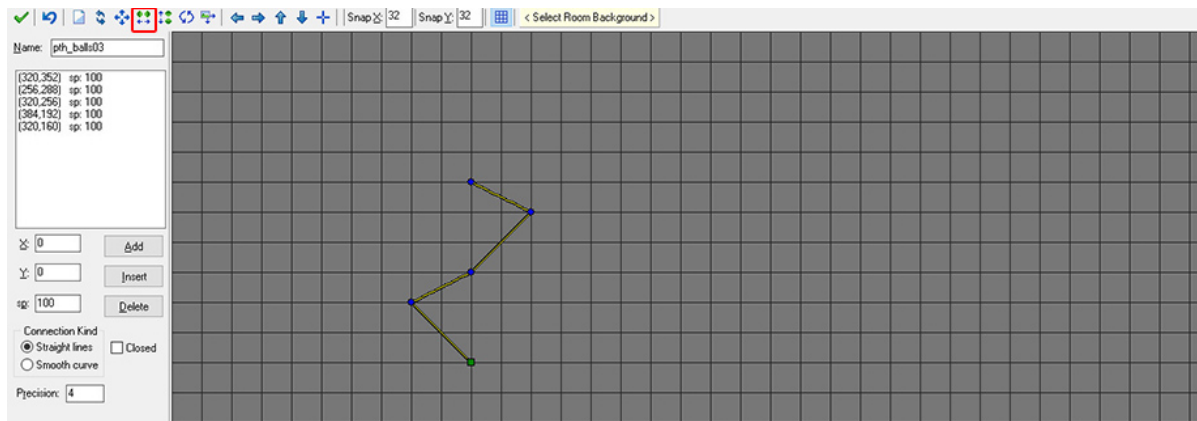 Snap X: 32 Snap Y: 32 < Select Room Background >
Name: pth_balls03
(320,352) sp: 100
(256,288) sp: 100
(320,256) sp: 100
(384,192) sp: 100
(320,160) sp: 100
X: 0 Add
Y: 0 Insert
sp: 100 Delete
Connection Kind
Straight lines Closed
Smooth curve
Precision: 4